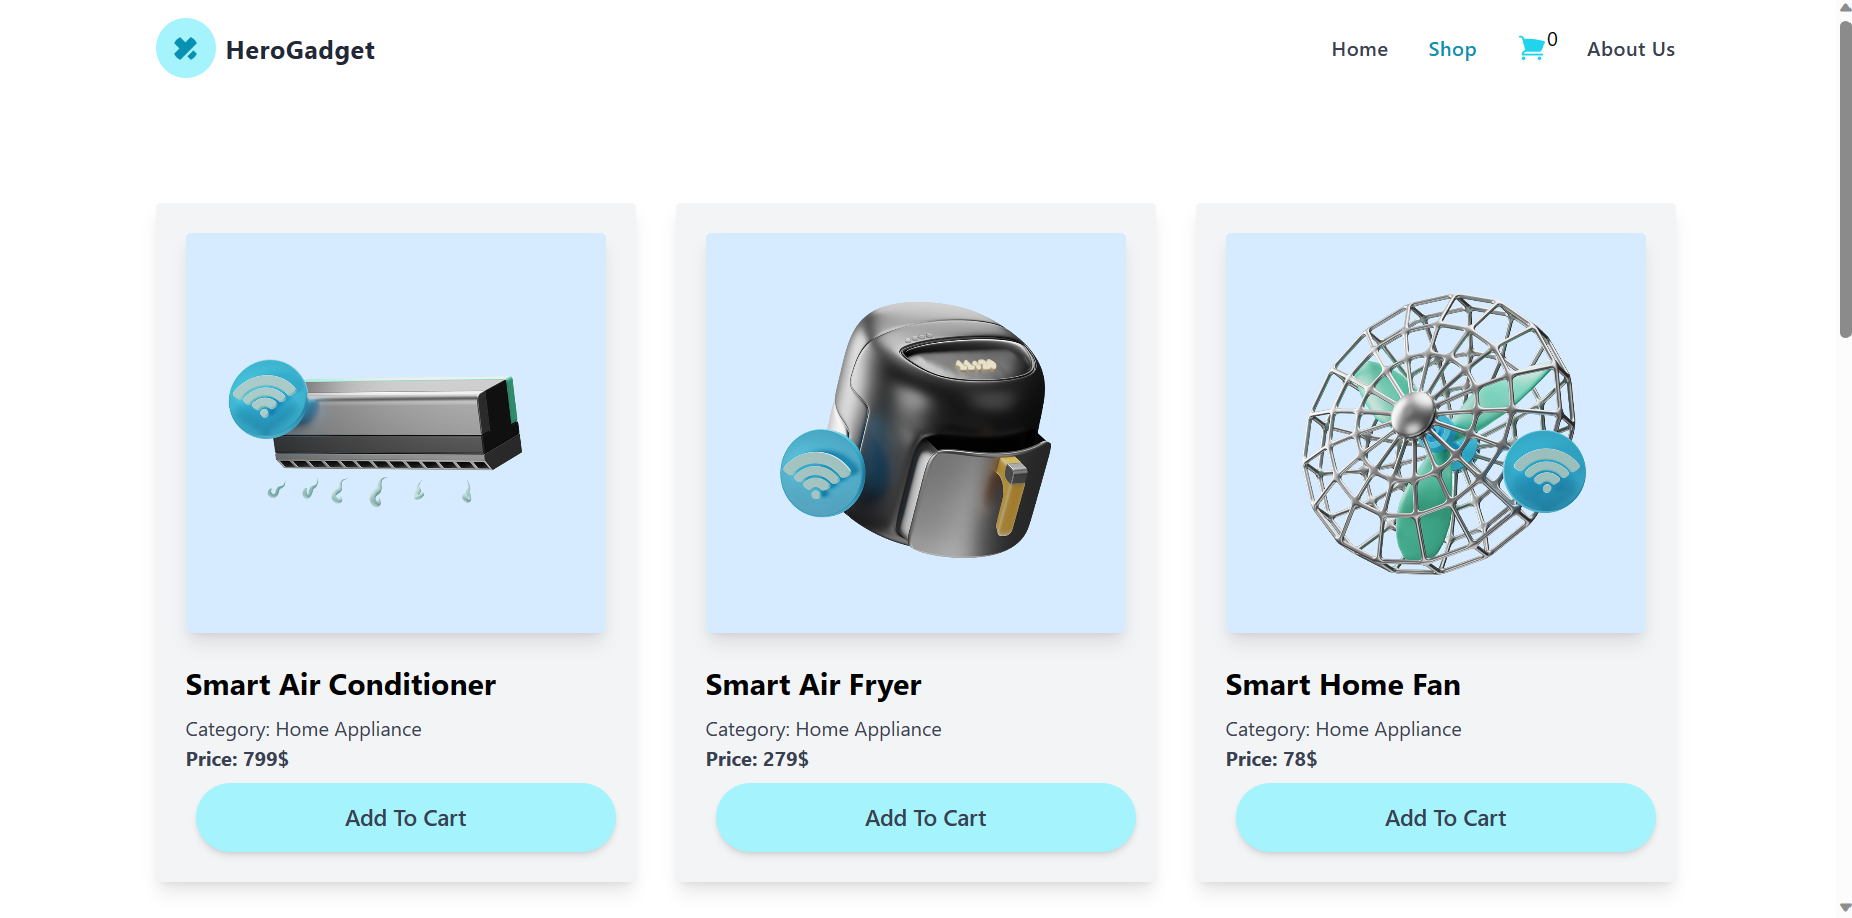 HeroGadget
Home
Shop
0
About Us
Smart Air Conditioner
Category: Home Appliance
Price: 799$
Add To Cart
Smart Air Fryer
Category: Home Appliance
Price: 279$
Add To Cart
Smart Home Fan
Category: Home Appliance
Price: 78$
Add To Cart